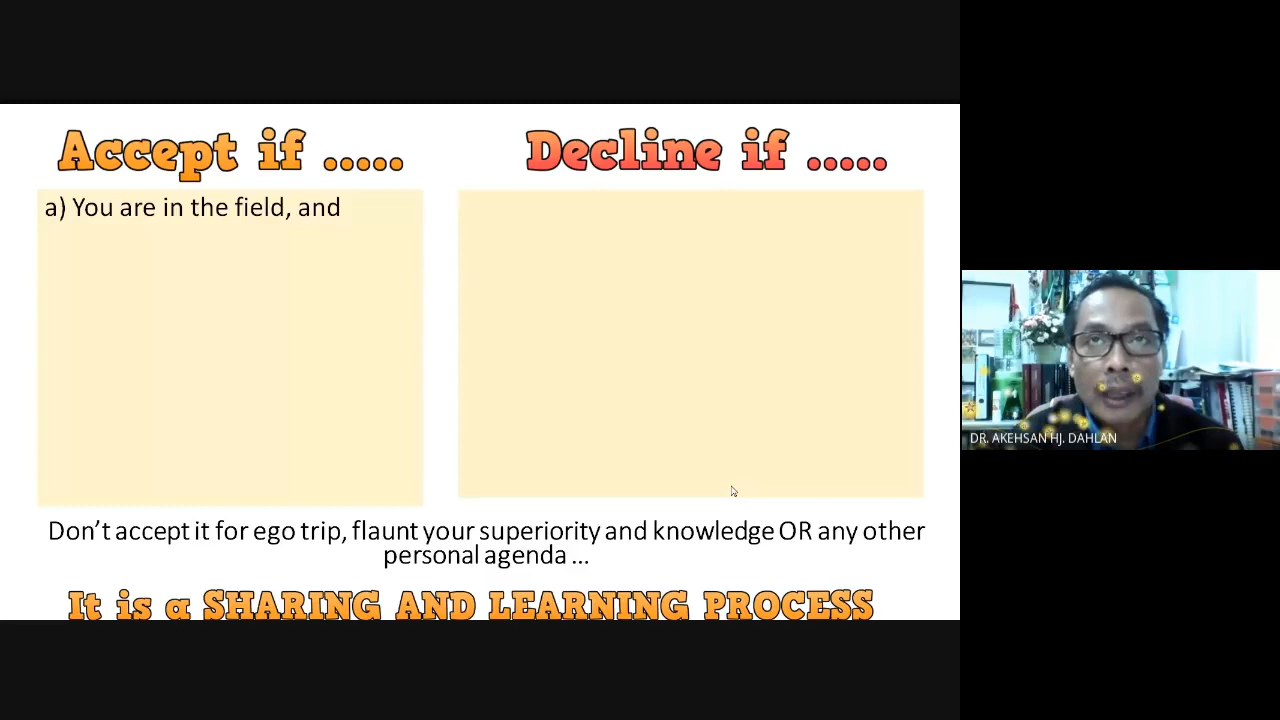 Accept if .....
Decline if .....
a) You are in the field, and
Don't accept it for ego trip, flaunt your superiority and knowledge OR any other
personal agenda ...
It is a SHARING AND LEARNING PROCESS
DR. AKEHSAN HJ. DAHLAN